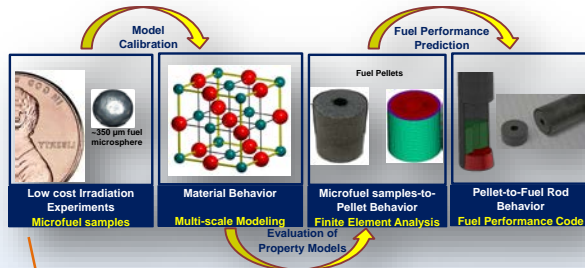 Model
Calibration
Fuel Performance
Prediction
Fuel Pellets
~350 µm fuel
microsphere
LIBERTY
Low cost Irradiation
Experiments
Microfuel samples
Material Behavior
Multi-scale Modeling
Microfuel samples-to-
Pellet Behavior
Finite Element Analysis
Pellet-to-Fuel Rod
Behavior
Fuel Performance Code
Evaluation of
Property Models